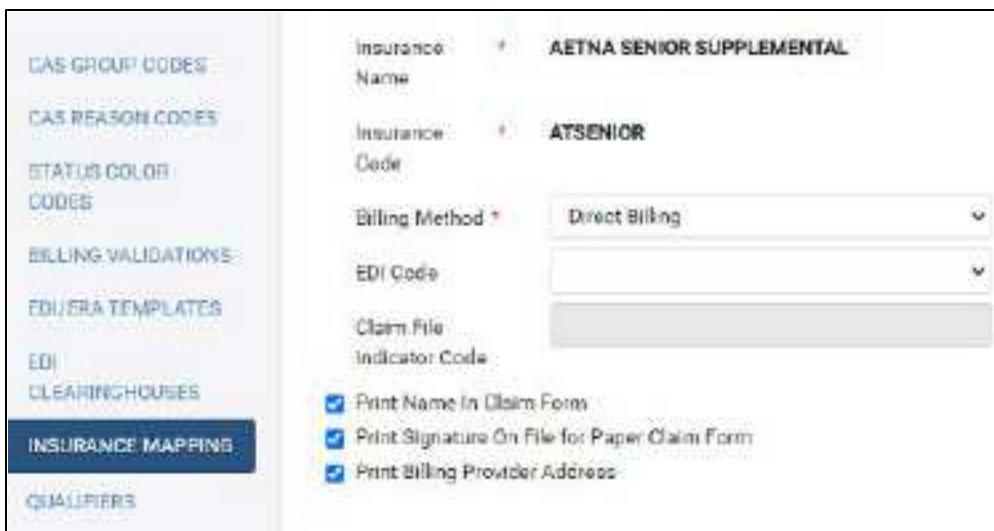 CAS GROUP CODES
CAS REASON CODES
STATUS COLOR
CODES
BILLING VALIDATIONS
EDI/ERA TEMPLATES
EDI
CLEARINGHOUSES
INSURANCE MAPPING
QUALIFIERS
Insurance * AETNA SENIOR SUPPLEMENTAL
Name
Insurance * ATSENIOR
Code
Billing Method * Direct Billing
EDI Code
Claim File
Indicator Code
Print Name In Claim Form
Print Signature On File for Paper Claim Form
Print Billing Provider Address